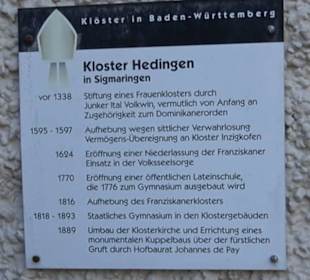 Klöster in Baden-Württemberg
Kloster Hedingen
in Sigmaringen
vor 1338 Stiftung eines Frauenklosters durch
Junker Ital Volkwin, vermutlich von Anfang an
Zugehörigkeit zum Dominikanerorden
1595 - 1597 Aufhebung wegen sittlicher Verwahrlosung
Vermögens-Übereignung an Kloster Inzigkofen
1624 Eröffnung einer Niederlassung der Franziskaner
Einsatz in der Volksseelsorge
1770 Eröffnung einer öffentlichen Lateinschule,
die 1776 zum Gymnasium ausgebaut wird
1816 Aufhebung des Franziskanerklosters
1818 - 1893 Staatliches Gymnasium in den Klostergebäuden
1889 Umbau der Klosterkirche und Errichtung eines
monumentalen Kuppelbaus über der fürstlichen
Gruft durch Hofbaurat Johannes de Pay